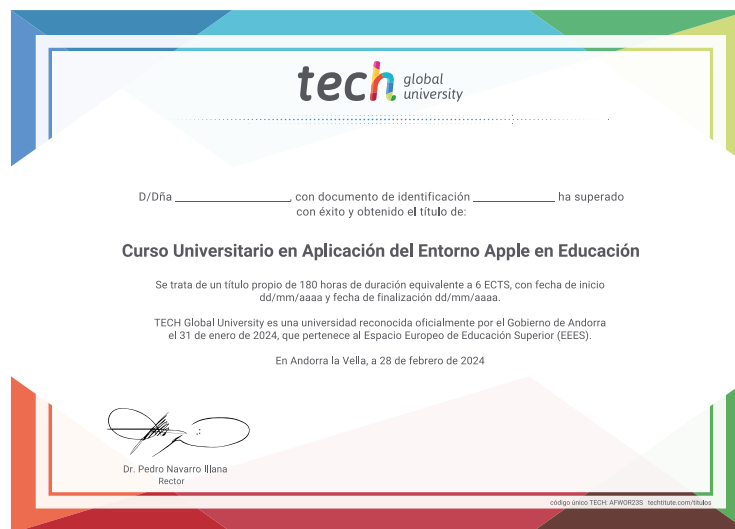 tech global university
D/Dña ______________, con documento de identificación ______________ ha superado
con éxito y obtenido el título de:
Curso Universitario en Aplicación del Entorno Apple en Educación
Se trata de un título propio de 180 horas de duración equivalente a 6 ECTS, con fecha de inicio
dd/mm/aaaa y fecha de finalización dd/mm/aaaa.
TECH Global University es una universidad reconocida oficialmente por el Gobierno de Andorra
el 31 de enero de 2024, que pertenece al Espacio Europeo de Educación Superior (EEES).
En Andorra la Vella, a 28 de febrero de 2024
Dr. Pedro Navarro Illana
Rector
código único TECH: AFWOR23S techtitute.com/titulos